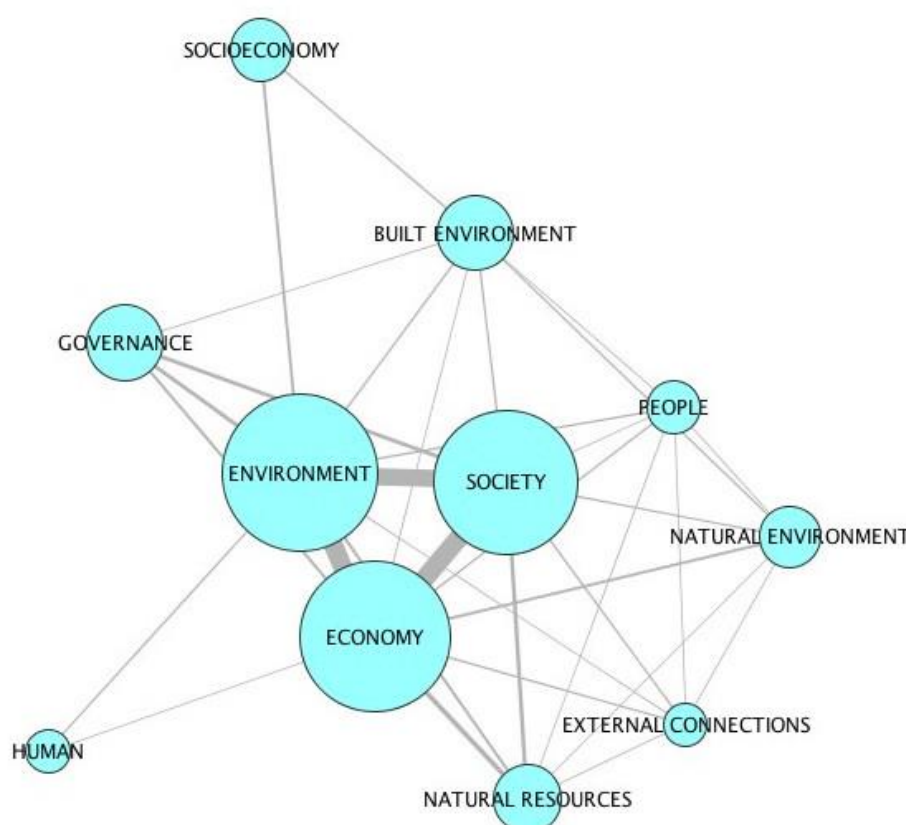 SOCIOECONOMY
BUILT ENVIRONMENT
GOVERNANCE
PEOPLE
ENVIRONMENT
SOCIETY
NATURAL ENVIRONMENT
ECONOMY
EXTERNAL CONNECTIONS
HUMAN
NATURAL RESOURCES